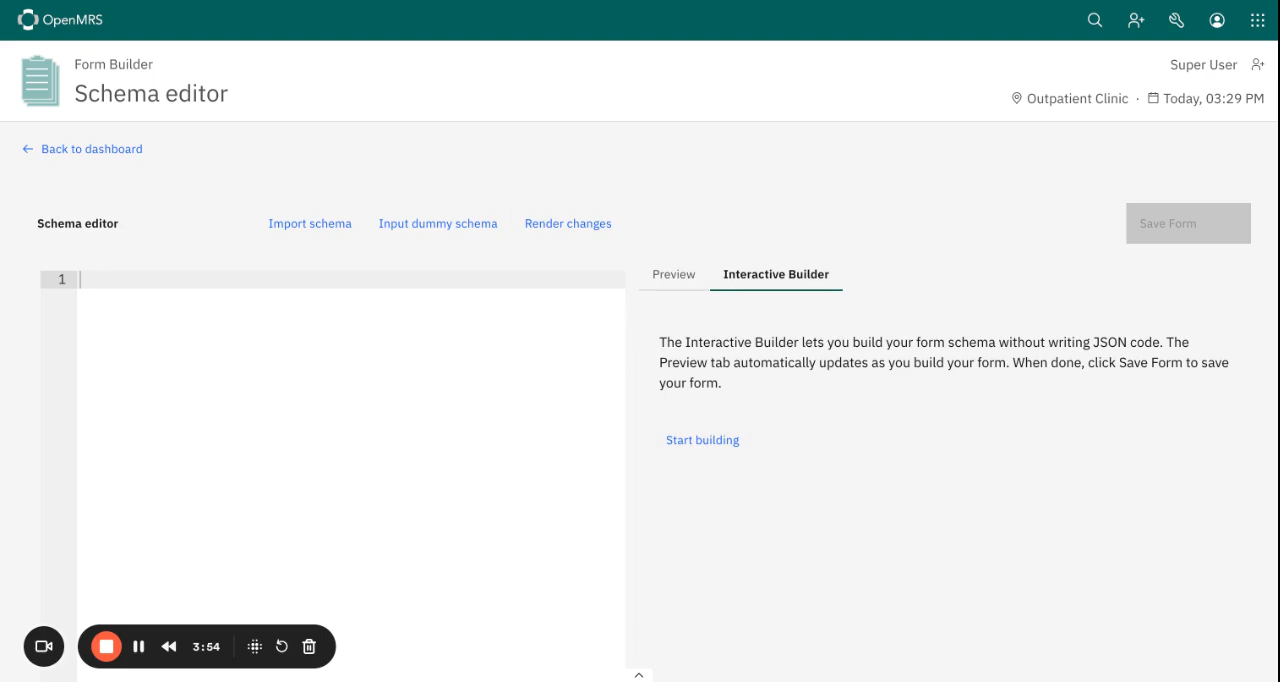 OpenMRS
Form Builder
Schema editor
Super User
Outpatient Clinic · Today, 03:29 PM
← Back to dashboard
Schema editor
Import schema
Input dummy schema
Render changes
Save Form
1
Preview
Interactive Builder
The Interactive Builder lets you build your form schema without writing JSON code. The
Preview tab automatically updates as you build your form. When done, click Save Form to save
your form.
Start building
3:54